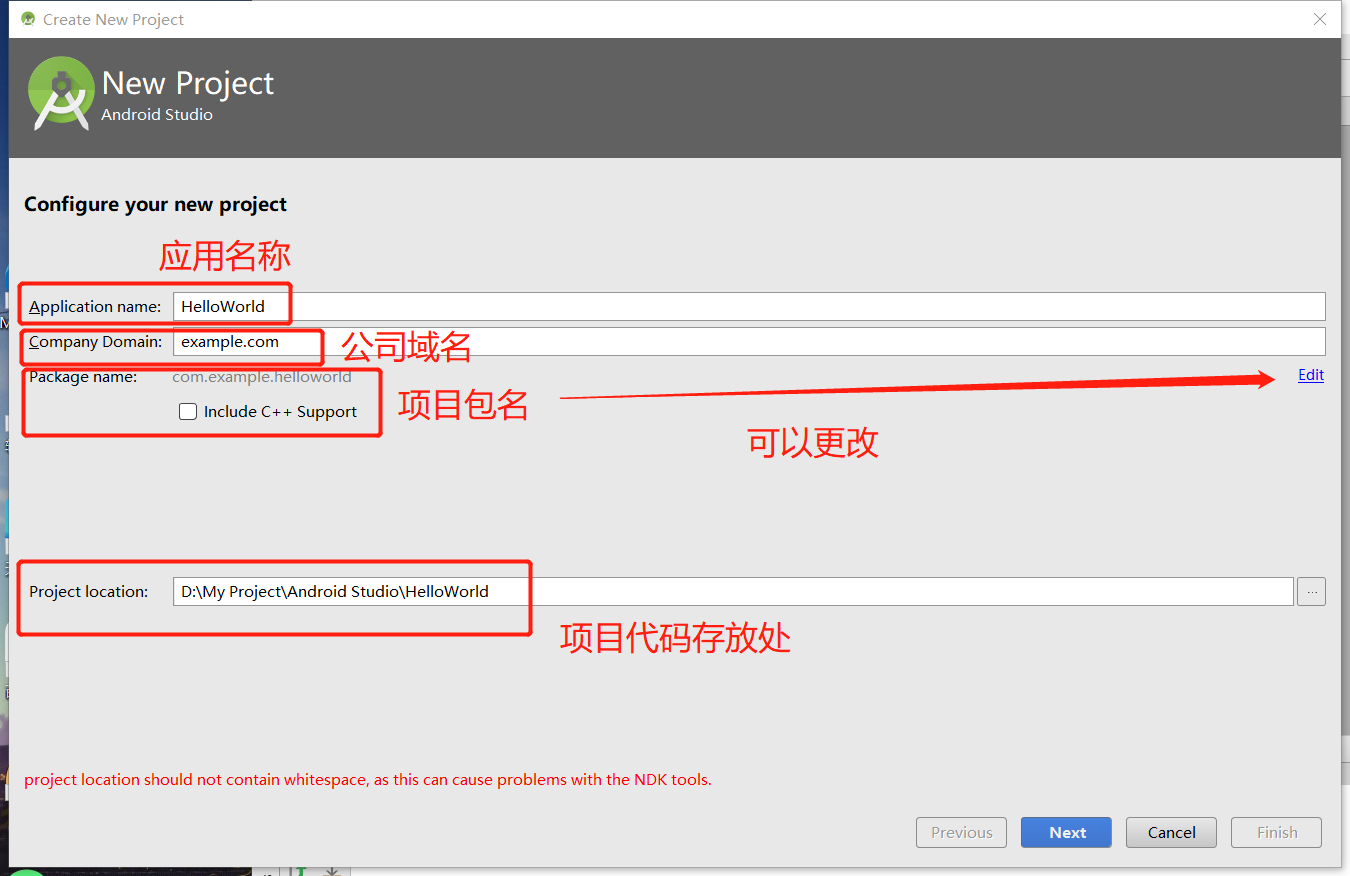 Create New Project
New Project
Android Studio
Configure your new project
应用名称
Application name: HelloWorld
Company Domain: example.com
公司域名
Package name: com.example.helloworld
Edit
Include C++ Support
项目包名
可以更改
Project location: D:\My Project\Android Studio\HelloWorld
...
项目代码存放处
project location should not contain whitespace, as this can cause problems with the NDK tools.
Previous Next Cancel Finish